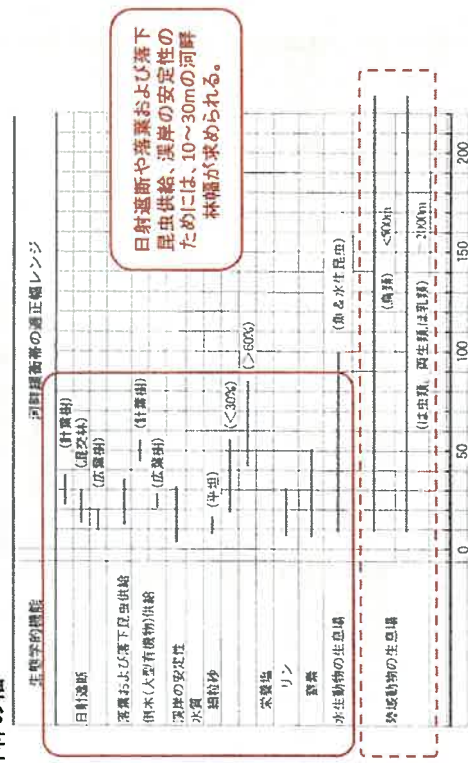 河畔緩衝帯の適正幅レンジ
生態学的機能
日射遮断
(針葉樹)
(混交林)
(広葉樹)
落葉および落下昆虫供給
倒木(大型有機物)供給
(針葉樹)
(広葉樹)
渓岸の安定性
水質
細粒砂
(平坦)
(<30%)
(>60%)
栄養塩
リン
窒素
水生動物の生息場
(魚&水生昆虫)
渓域動物の生息場
(鳥類)
<500m
(は虫類、両生類、は乳類)
2000m
0
50
100
150
200
日射遮断や落葉および落下
昆虫供給、渓岸の安定性の
ためには、10～30mの河畔
林幅が求められる。